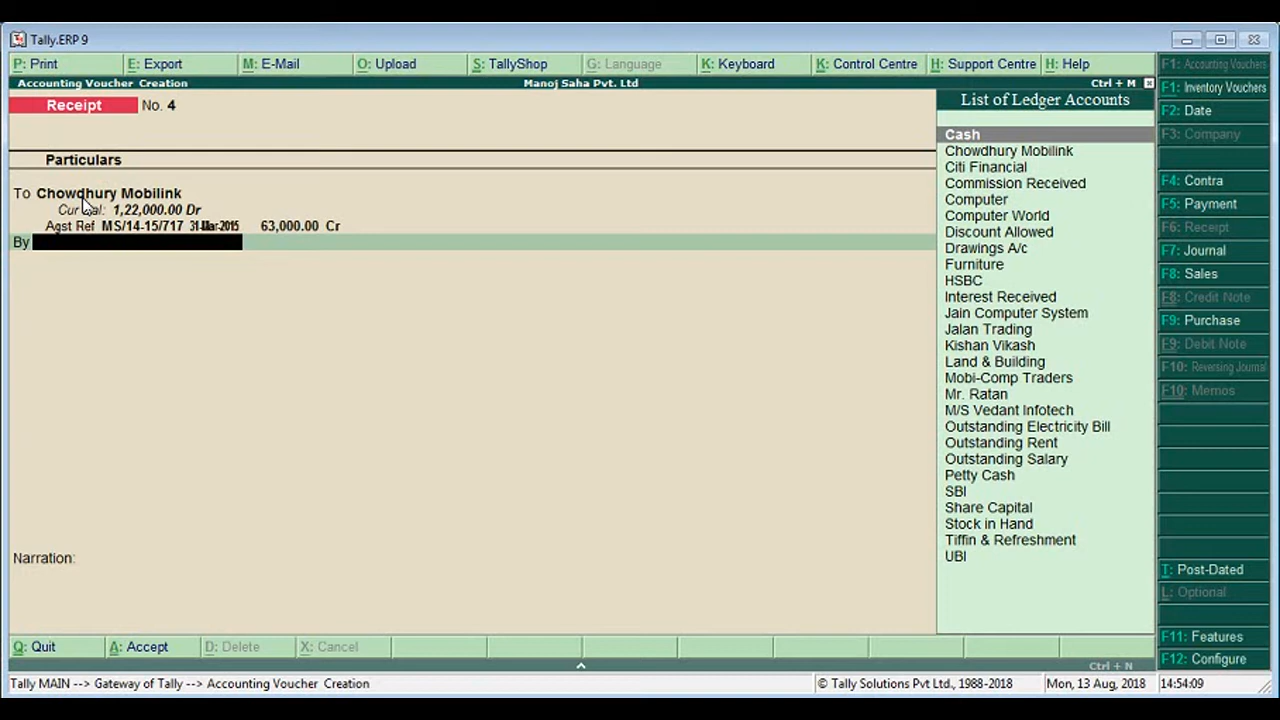 Tally.ERP 9
P: Print E: Export M: E-Mail O: Upload S: TallyShop G: Language K: Keyboard K: Control Centre H: Support Centre H: Help
Accounting Voucher Creation Manoj Saha Pvt. Ltd Ctrl + M
Receipt No. 4
Particulars
To Chowdhury Mobilink
1,22,000.00 Dr
Agst Ref MS/14-15/717 31-Mar-2015 63,000.00 Cr
By
Narration:
List of Ledger Accounts
Cash
Chowdhury Mobilink
Citi Financial
Commission Received
Computer
Computer World
Discount Allowed
Drawings A/c
Furniture
HSBC
Interest Received
Jain Computer System
Jalan Trading
Kishan Vikash
Land & Building
Mobi-Comp Traders
Mr. Ratan
M/S Vedant Infotech
Outstanding Electricity Bill
Outstanding Rent
Outstanding Salary
Petty Cash
SBI
Share Capital
Stock in Hand
Tiffin & Refreshment
UBI
F1: Accounting Vouchers
F1: Inventory Vouchers
F2: Date
F3: Company
F4: Contra
F5: Payment
F6: Receipt
F7: Journal
F8: Sales
F8: Credit Note
F9: Purchase
F9: Debit Note
F10: Reversing Journal
F10: Memos
T: Post-Dated
L: Optional
F11: Features
F12: Configure
Q: Quit A: Accept D: Delete X: Cancel
Ctrl + N
Tally MAIN --> Gateway of Tally --> Accounting Voucher Creation © Tally Solutions Pvt Ltd., 1988-2018 Mon, 13 Aug, 2018 14:54:09